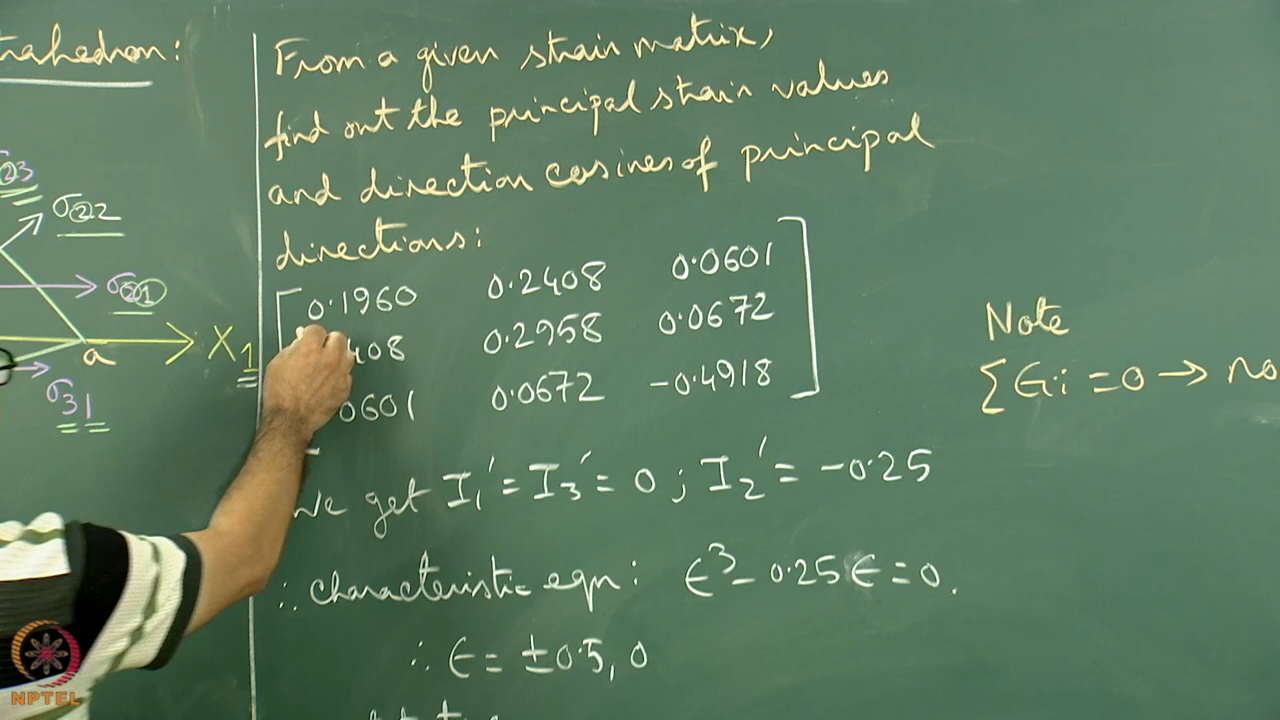 trahedron:
σ23
σ22
σ21
X1
a
σ31
From a given strain matrix,
find out the principal strain values
and direction cosines of principal
directions:
0.1960 0.2408 0.0601
408 0.2958 0.0672
0601 0.0672 -0.4918
We get I1' = I3' = 0 ; I2' = -0.25
∴ characteristic eqn: ϵ³ - 0.25 ϵ = 0.
∴ ϵ = ±0.5, 0
Note
{ϵii = 0 → no
NPTEL